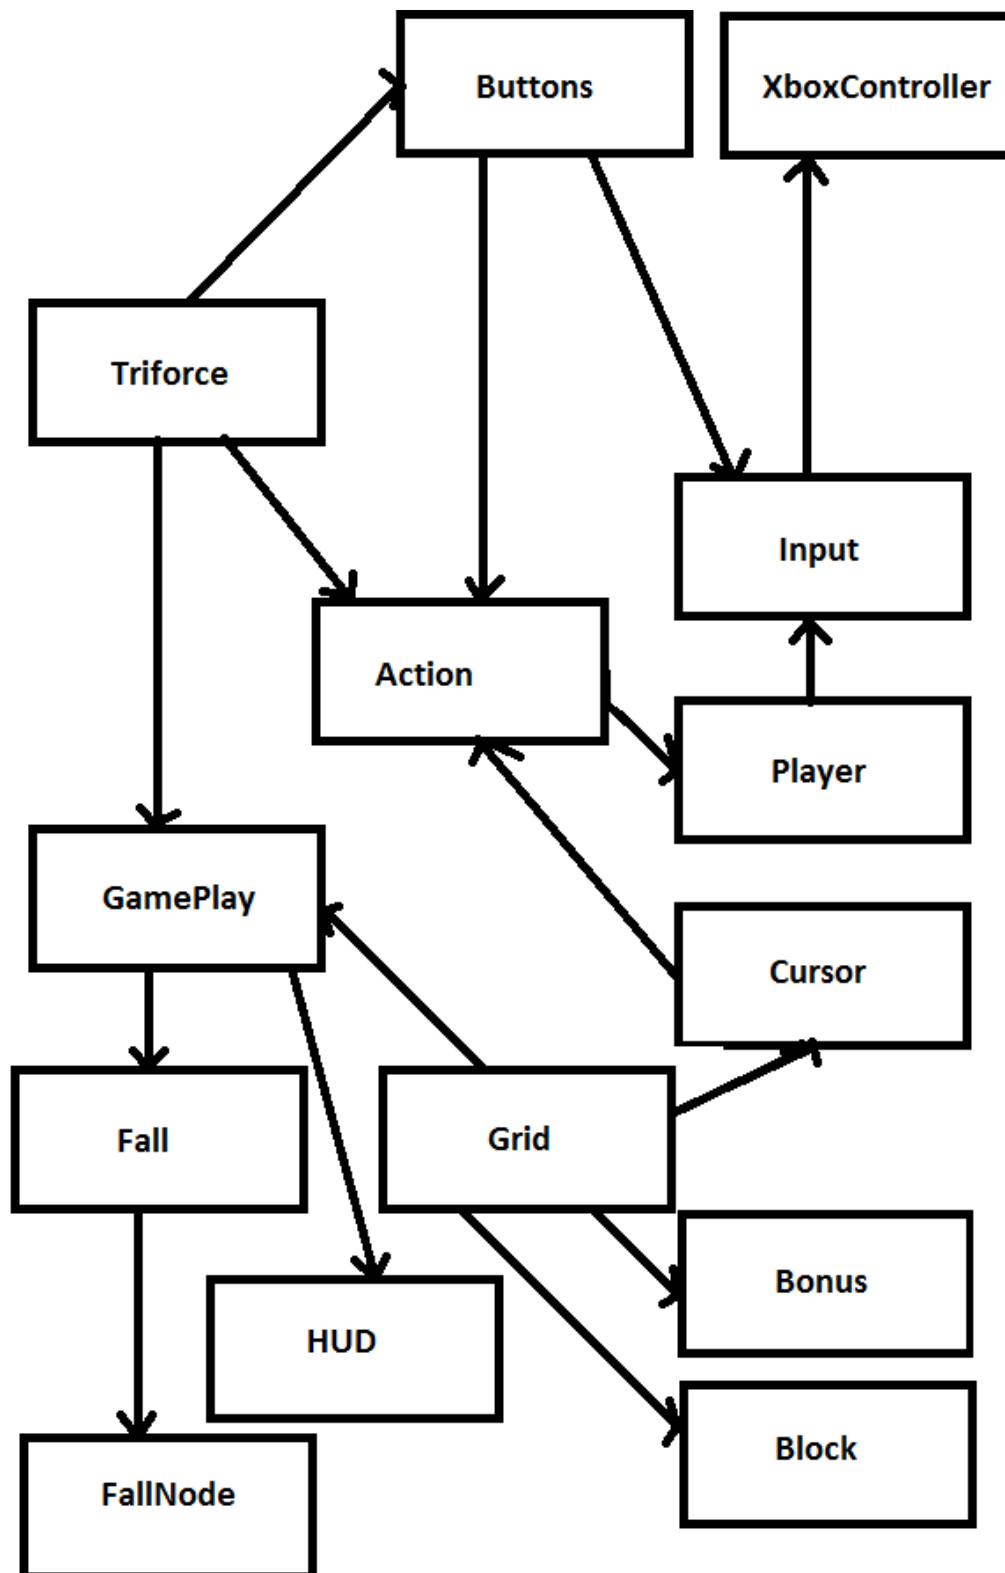 Buttons
XboxController
Triforce
Input
Action
Player
GamePlay
Cursor
Fall
Grid
Bonus
HUD
Block
FallNode